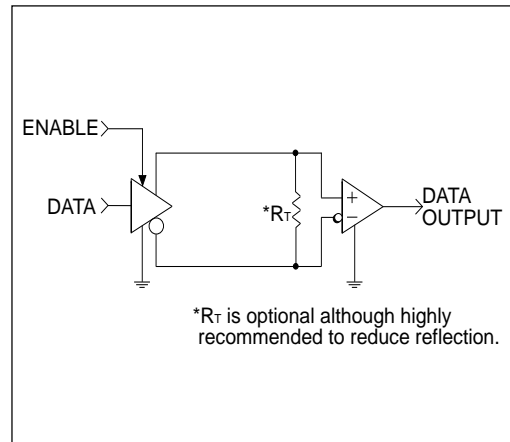 ENABLE
DATA
*RT
+
−
DATA
OUTPUT
*RT is optional although highly
recommended to reduce reflection.